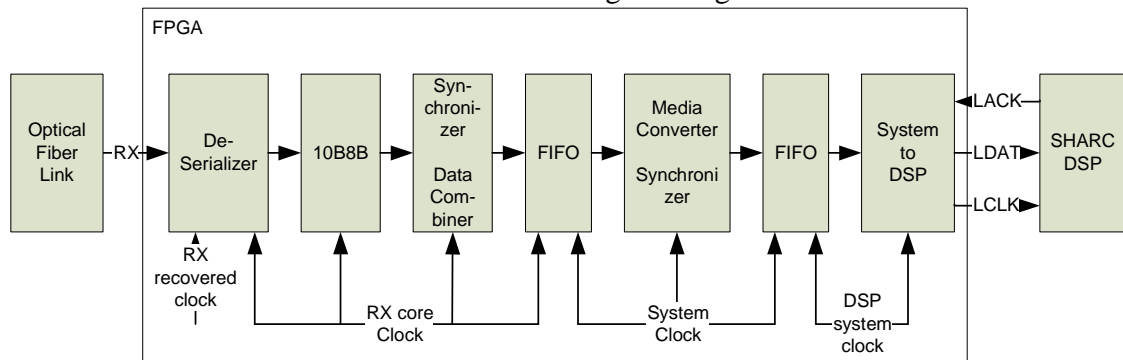 FPGA
Optical
Fiber
Link
RX
De-
Serializer
10B8B
Syn-
chroni-
zer
Data
Com-
biner
FIFO
Media
Converter
Synchroni
zer
FIFO
System
to
DSP
LACK
LDAT
LCLK
SHARC
DSP
RX
recovered
clock
RX core
Clock
System
Clock
DSP
system
clock